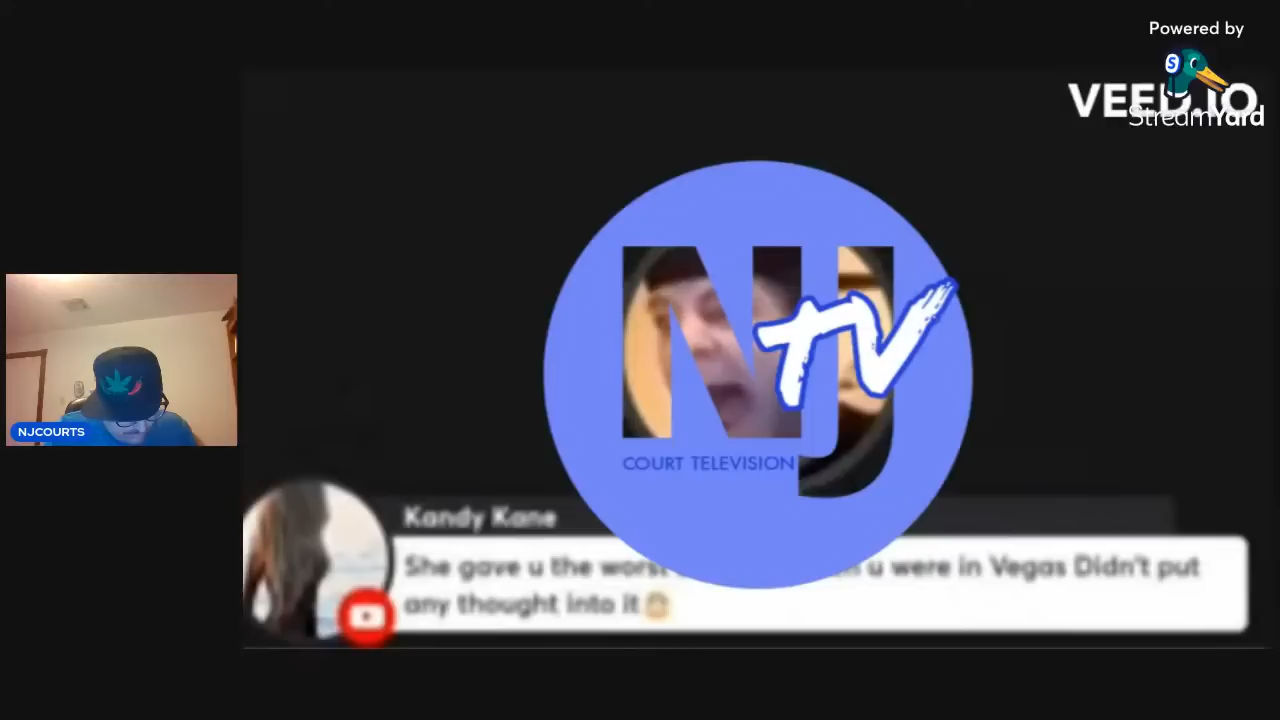 Powered by
VEED.IO
StreamYard
NJ
TV
COURT TELEVISION
NJCOURTS
Kandy Kane
She gave u the worst u were in Vegas Didn't put
any thought into it